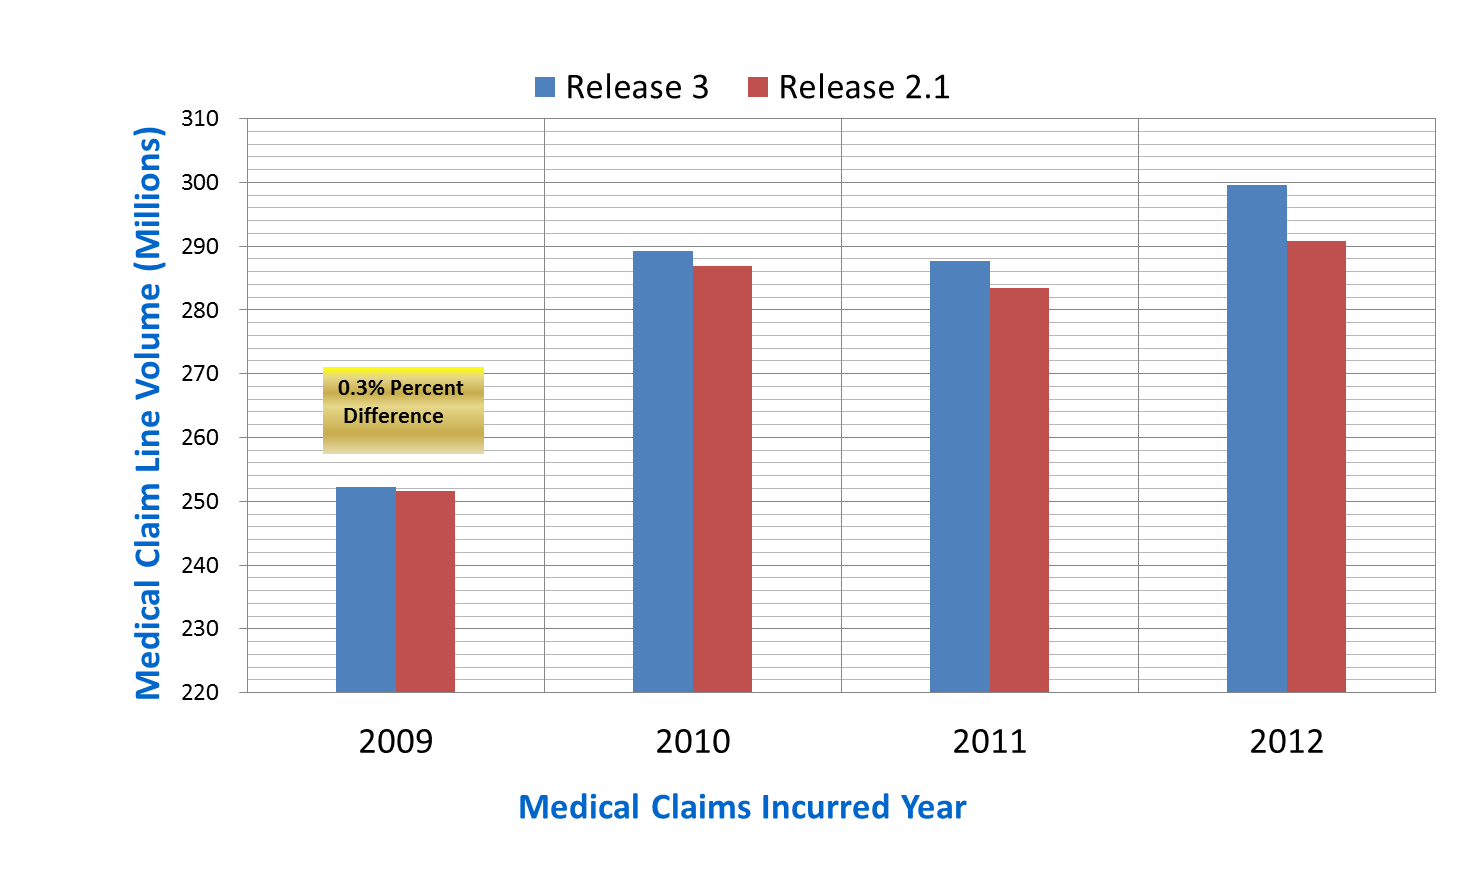 Release 3 Release 2.1
Medical Claim Line Volume (Millions)
310
300
290
280
270
260
250
240
230
220
0.3% Percent
Difference
2009 2010 2011 2012
Medical Claims Incurred Year